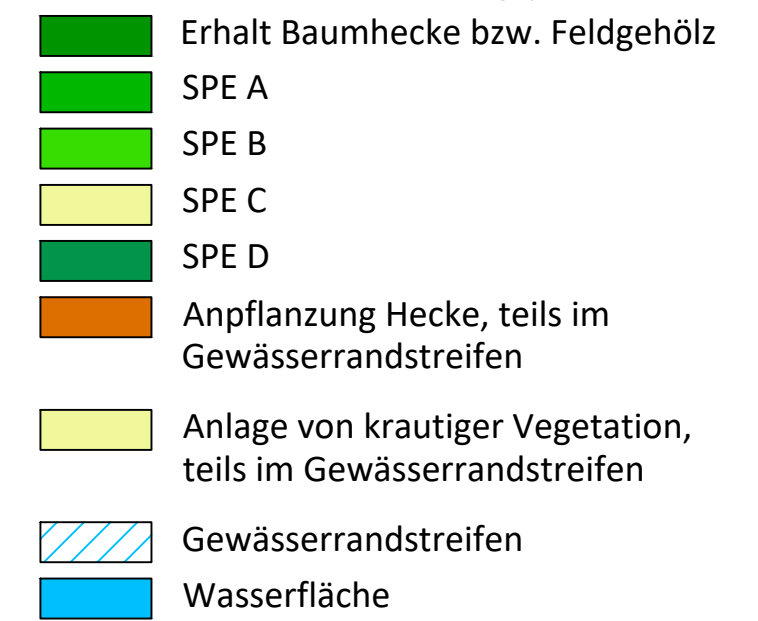 Erhalt Baumhecke bzw. Feldgehölz
SPE A
SPE B
SPE C
SPE D
Anpflanzung Hecke, teils im
Gewässerrandstreifen
Anlage von krautiger Vegetation,
teils im Gewässerrandstreifen
Gewässerrandstreifen
Wasserfläche